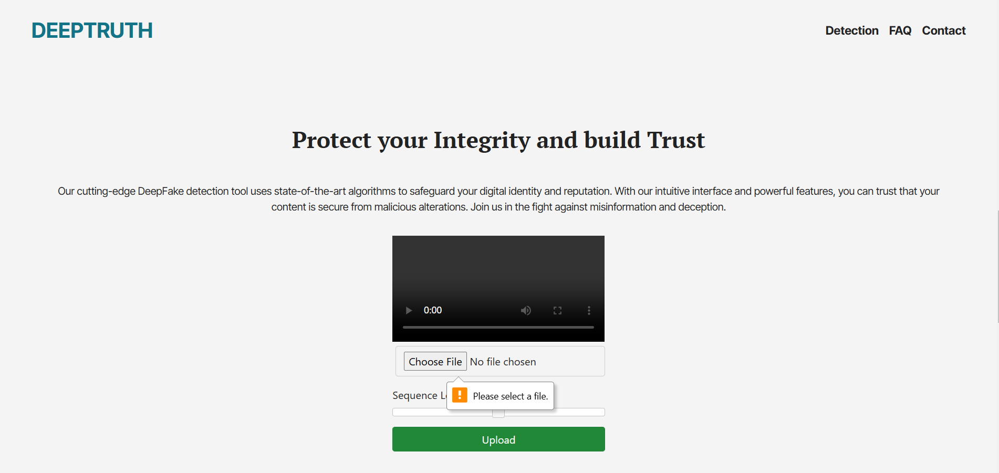 DEEPTRUTH
Detection FAQ Contact
Protect your Integrity and build Trust
Our cutting-edge DeepFake detection tool uses state-of-the-art algorithms to safeguard your digital identity and reputation. With our intuitive interface and powerful features, you can trust that your
content is secure from malicious alterations. Join us in the fight against misinformation and deception.
0:00
Choose File No file chosen
Sequence
Please select a file.
Upload